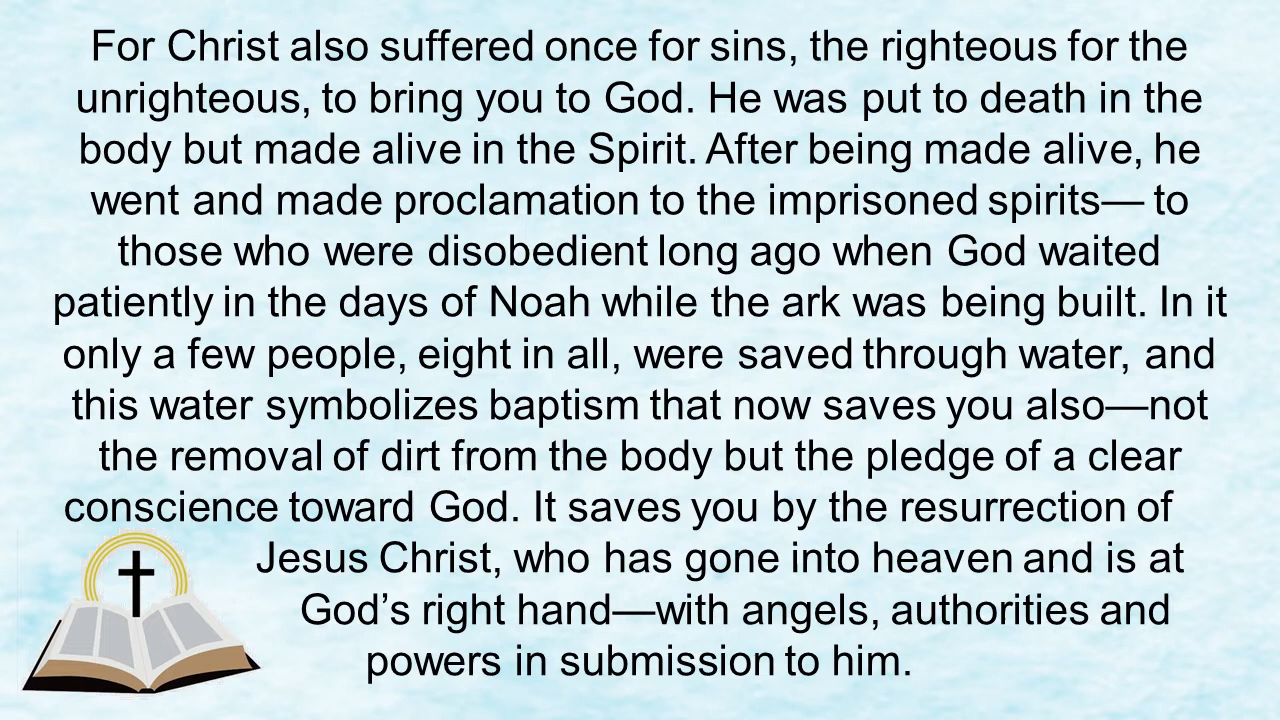 For Christ also suffered once for sins, the righteous for the
unrighteous, to bring you to God. He was put to death in the
body but made alive in the Spirit. After being made alive, he
went and made proclamation to the imprisoned spirits— to
those who were disobedient long ago when God waited
patiently in the days of Noah while the ark was being built. In it
only a few people, eight in all, were saved through water, and
this water symbolizes baptism that now saves you also—not
the removal of dirt from the body but the pledge of a clear
conscience toward God. It saves you by the resurrection of
Jesus Christ, who has gone into heaven and is at
God’s right hand—with angels, authorities and
powers in submission to him.